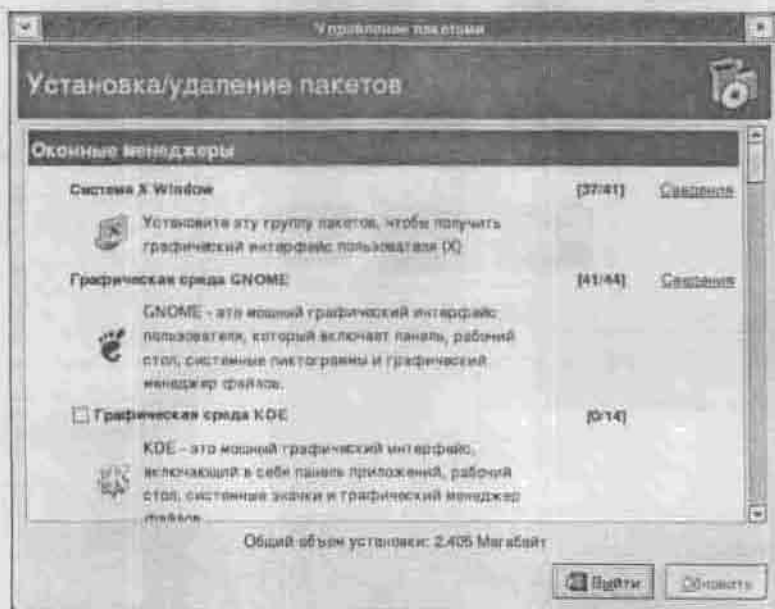 Управление пакетами
Установка/удаление пакетов
Оконные менеджеры
Система X Window [37/41] Сведения
Установите эту группу пакетов, чтобы получить
графический интерфейс пользователя (X)
Графическая среда GNOME [41/44] Сведения
GNOME - это мощный графический интерфейс
пользователя, который включает панель, рабочий
стол, системные пиктограммы и графический
менеджер файлов.
Графическая среда KDE [0/14]
KDE - это мощный графический интерфейс,
включающий в себя панель приложений, рабочий
стол, системные значки и графический менеджер
файлов
Общий объем установки: 2,405 Мегабайт
Выйти Обновить